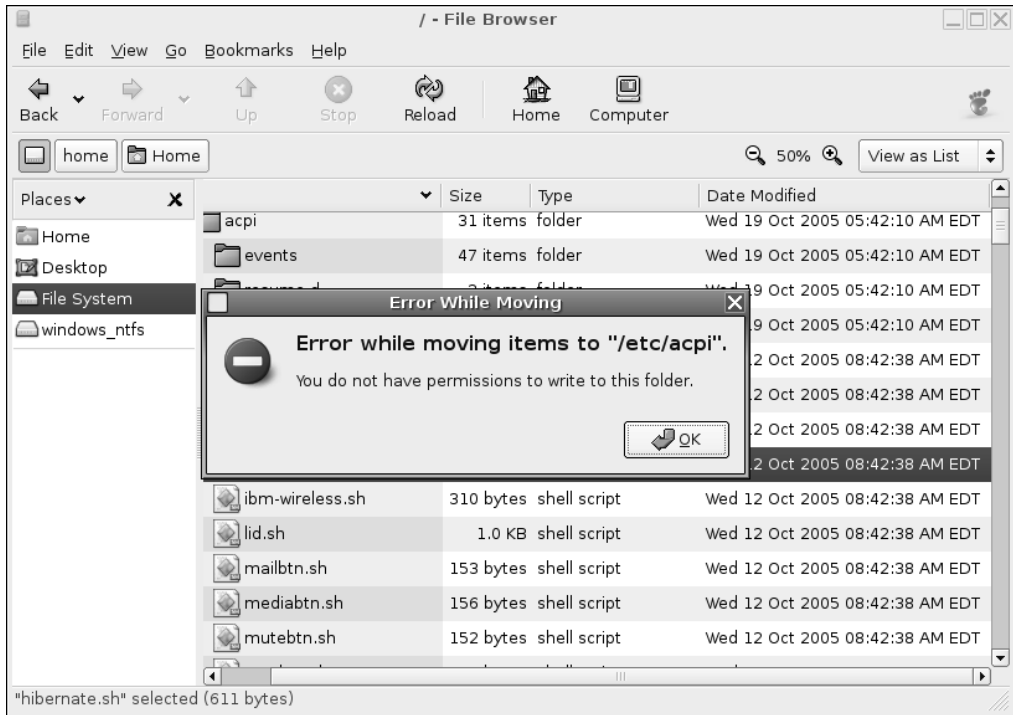 / - File Browser
File Edit View Go Bookmarks Help
Back Forward Up Stop Reload Home Computer
home Home 50% View as List
Places Size Type Date Modified
Home
Desktop
File System
windows_ntfs
acpi 31 items folder Wed 19 Oct 2005 05:42:10 AM EDT
events 47 items folder Wed 19 Oct 2005 05:42:10 AM EDT
Wed 19 Oct 2005 05:42:10 AM EDT
Error While Moving
Error while moving items to "/etc/acpi".
You do not have permissions to write to this folder.
OK
9 Oct 2005 05:42:10 AM EDT
2 Oct 2005 08:42:38 AM EDT
2 Oct 2005 08:42:38 AM EDT
2 Oct 2005 08:42:38 AM EDT
2 Oct 2005 08:42:38 AM EDT
ibm-wireless.sh 310 bytes shell script Wed 12 Oct 2005 08:42:38 AM EDT
lid.sh 1.0 KB shell script Wed 12 Oct 2005 08:42:38 AM EDT
mailbtn.sh 153 bytes shell script Wed 12 Oct 2005 08:42:38 AM EDT
mediabtn.sh 156 bytes shell script Wed 12 Oct 2005 08:42:38 AM EDT
mutebtn.sh 152 bytes shell script Wed 12 Oct 2005 08:42:38 AM EDT
"hibernate.sh" selected (611 bytes)